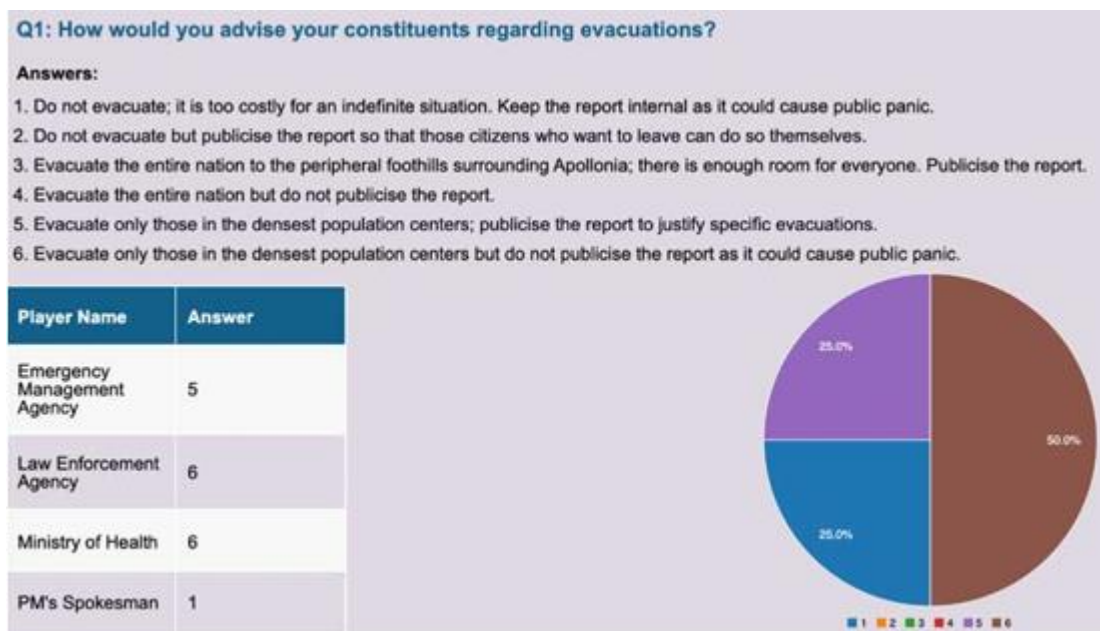 Q1: How would you advise your constituents regarding evacuations?
Answers:
1. Do not evacuate; it is too costly for an indefinite situation. Keep the report internal as it could cause public panic.
2. Do not evacuate but publicise the report so that those citizens who want to leave can do so themselves.
3. Evacuate the entire nation to the peripheral foothills surrounding Apollonia; there is enough room for everyone. Publicise the report.
4. Evacuate the entire nation but do not publicise the report.
5. Evacuate only those in the densest population centers; publicise the report to justify specific evacuations.
6. Evacuate only those in the densest population centers but do not publicise the report as it could cause public panic.
Player Name Answer
Emergency
Management
Agency
5
Law Enforcement
Agency
6
Ministry of Health 6
PM's Spokesman 1
25.0%
50.0%
25.0%
1 2 3 4 5 6